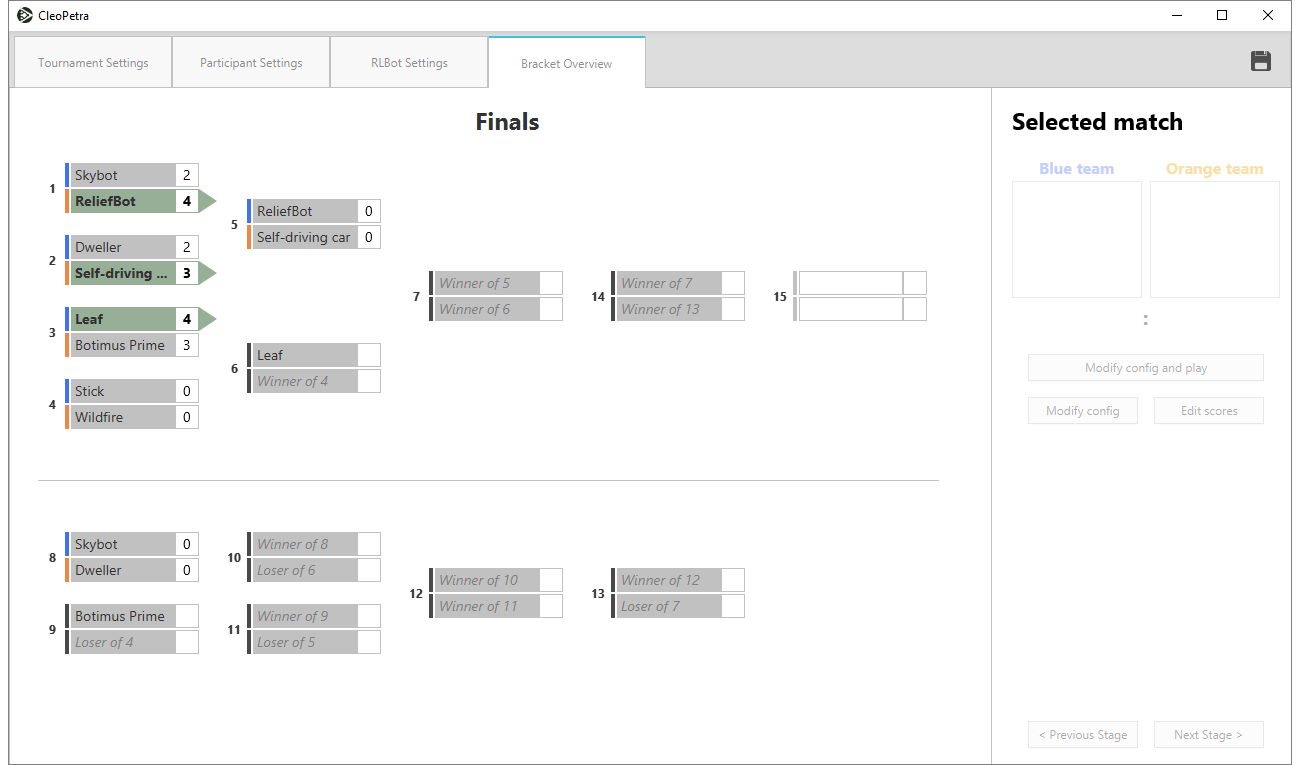 CleoPetra
Tournament Settings
Participant Settings
RLBot Settings
Bracket Overview
Finals
1
Skybot 2
ReliefBot 4
2
Dweller 2
Self-driving ... 3
3
Leaf 4
Botimus Prime 3
4
Stick 0
Wildfire 0
5
ReliefBot 0
Self-driving car 0
6
Leaf
Winner of 4
7
Winner of 5
Winner of 6
14
Winner of 7
Winner of 13
15
8
Skybot 0
Dweller 0
9
Botimus Prime
Loser of 4
10
Winner of 8
Loser of 6
11
Winner of 9
Loser of 5
12
Winner of 10
Winner of 11
13
Winner of 12
Loser of 7
Selected match
Blue team
Orange team
:
Modify config and play
Modify config
Edit scores
< Previous Stage
Next Stage >